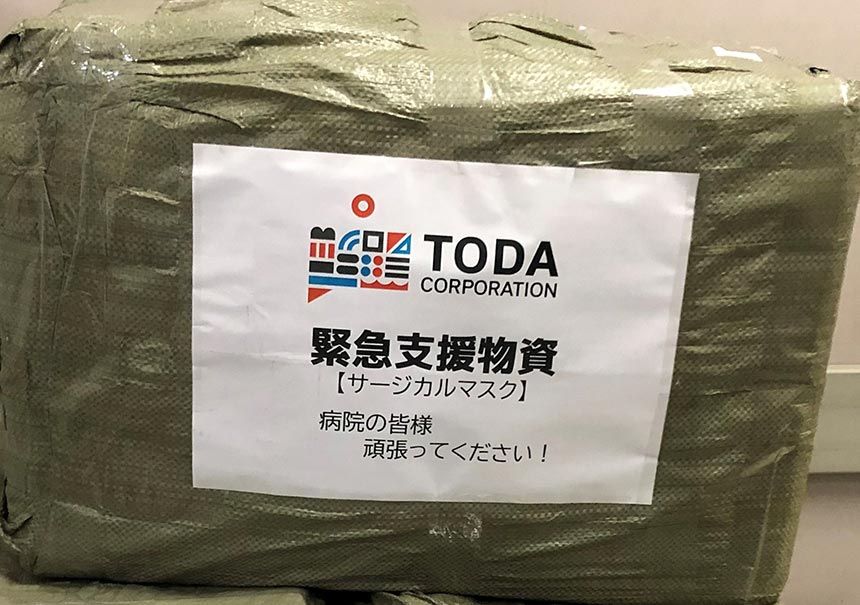 TODA
CORPORATION
緊急支援物資
【サージカルマスク】
病院の皆様
頑張ってください！